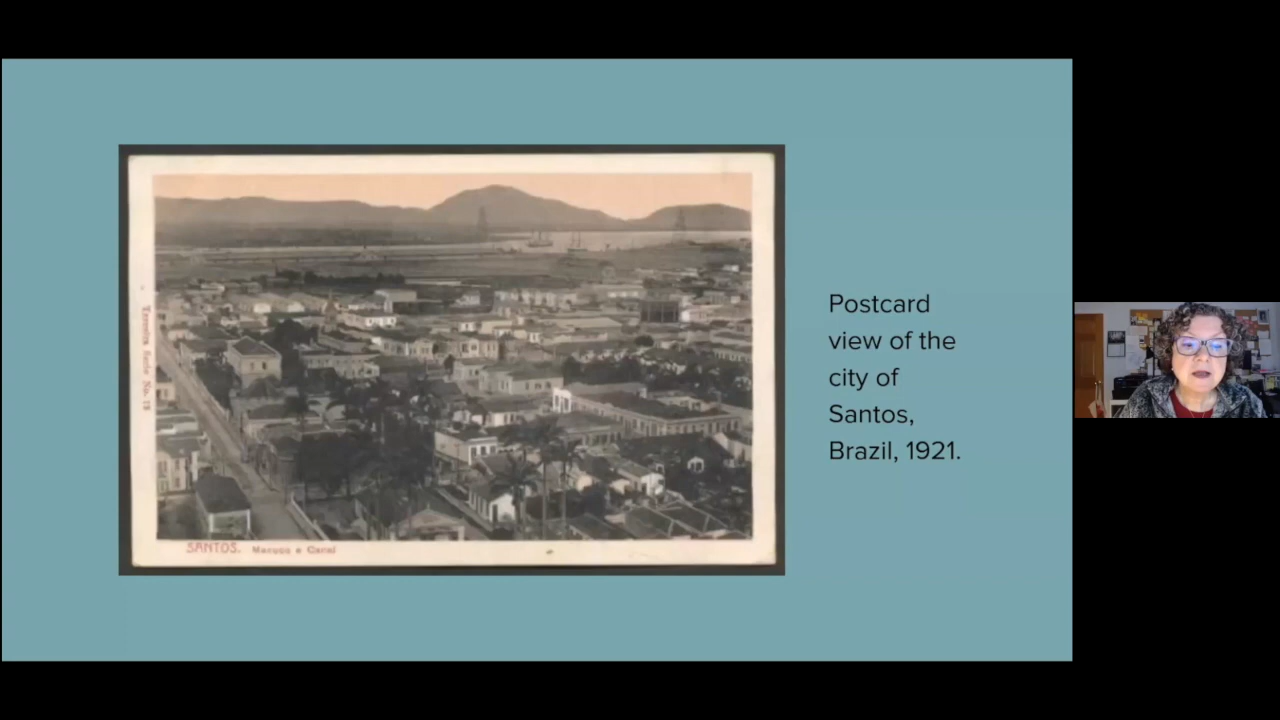 Postcard
view of the
city of
Santos,
Brazil, 1921.
SANTOS.